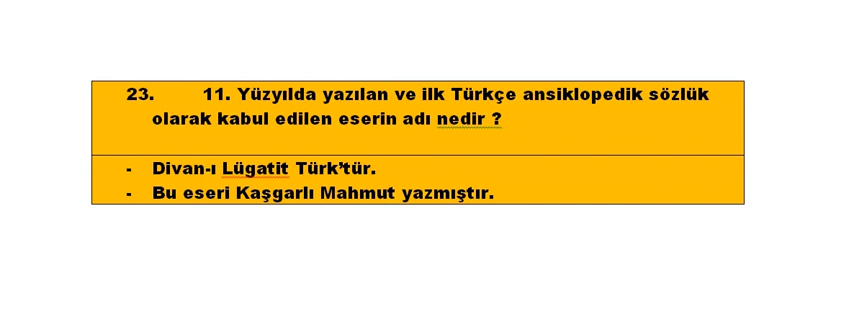 23. 11. Yüzyılda yazılan ve ilk Türkçe ansiklopedik sözlük
olarak kabul edilen eserin adı nedir ?
- Divan-ı Lügatit Türk’tür.
- Bu eseri Kaşgarlı Mahmut yazmıştır.